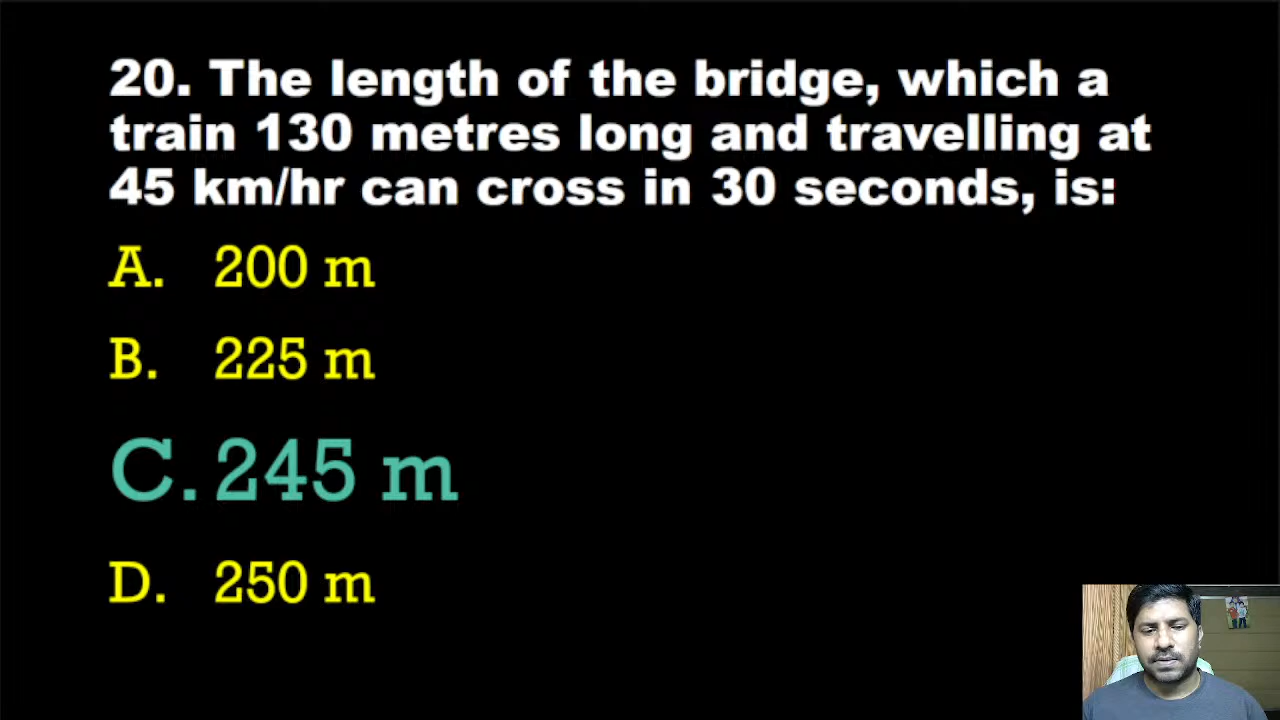 20. The length of the bridge, which a
train 130 metres long and travelling at
45 km/hr can cross in 30 seconds, is:
A. 200 m
B. 225 m
C. 245 m
D. 250 m